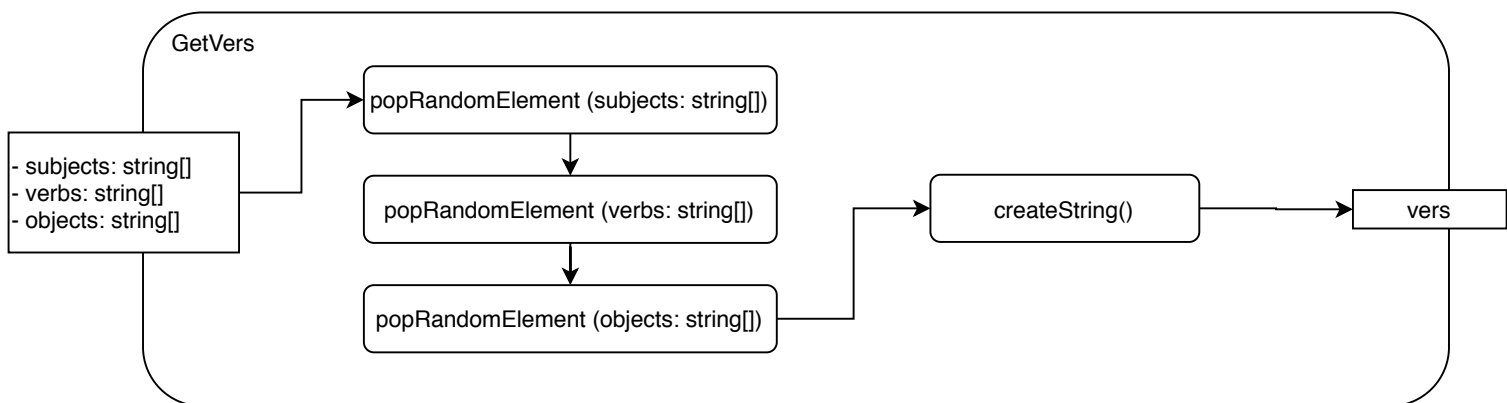 GetVers
popRandomElement (subjects: string[])
- subjects: string[]
- verbs: string[]
- objects: string[]
popRandomElement (verbs: string[])
createString()
vers
popRandomElement (objects: string[])